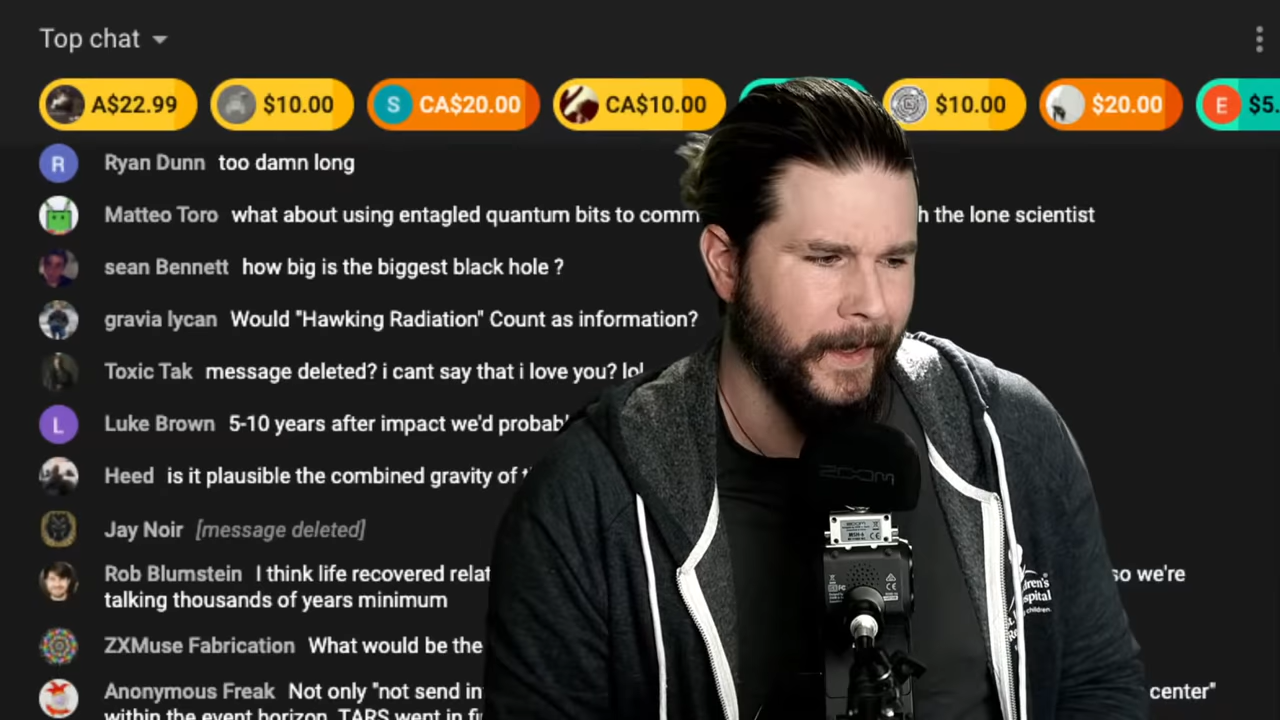 Top chat
A$22.99 $10.00 S CA$20.00 CA$10.00 $10.00 $20.00 E $5.
R Ryan Dunn too damn long
Matteo Toro what about using entagled quantum bits to comm h the lone scientist
sean Bennett how big is the biggest black hole ?
gravia lycan Would "Hawking Radiation" Count as information?
Toxic Tak message deleted? i cant say that i love you? lol
L Luke Brown 5-10 years after impact we'd probabl
Heed is it plausible the combined gravity of t
ZOOM
Jay Noir [message deleted]
Rob Blumstein I think life recovered relat so we're
talking thousands of years minimum
dren's
spital
children.
ZXMuse Fabrication What would be the
Anonymous Freak Not only "not send in center"
within the event horizon. TARS went in fi